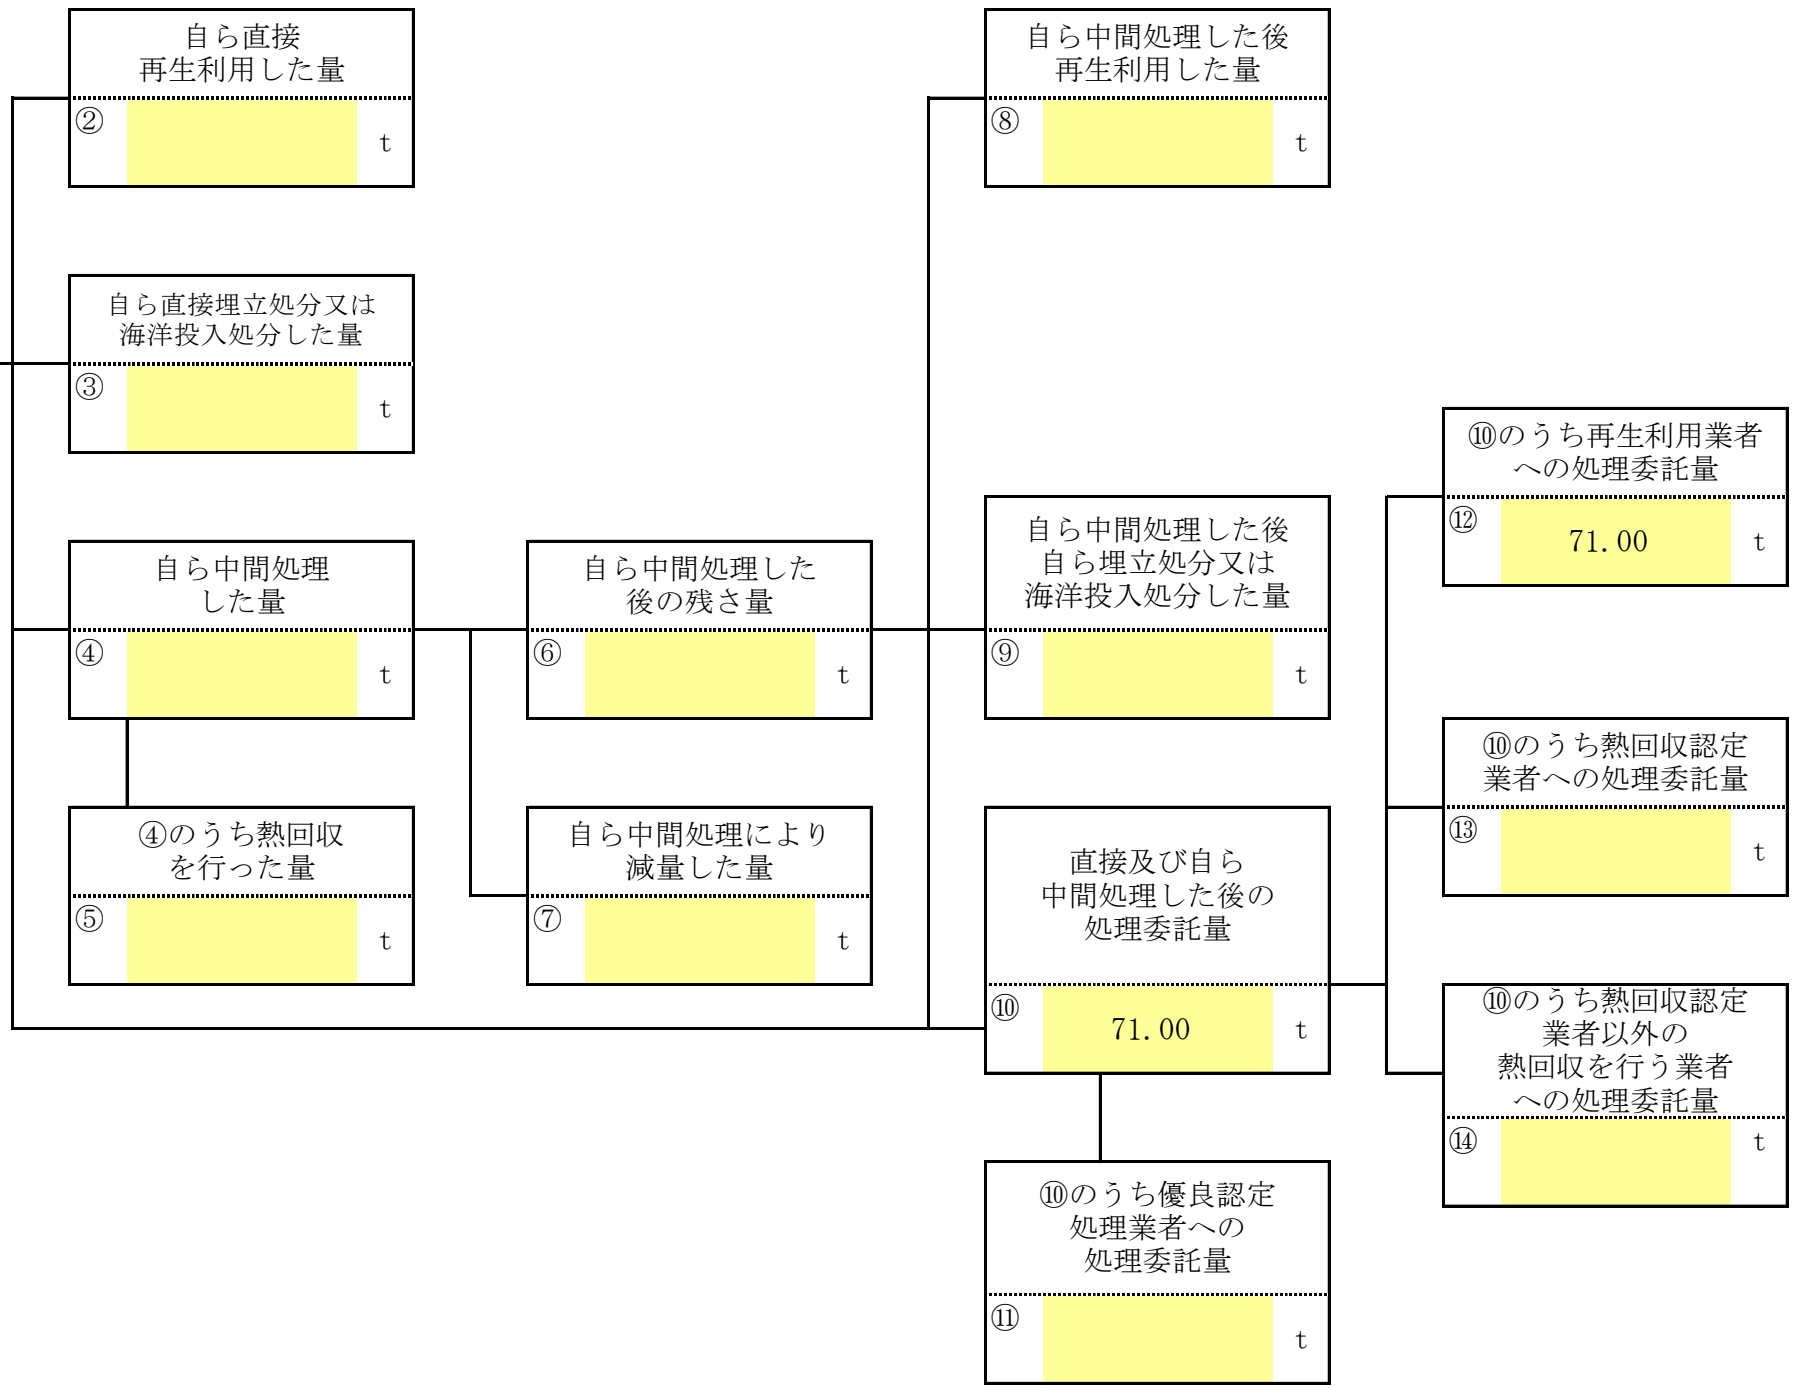 自ら直接
再生利用した量
②
t
自ら中間処理した後
再生利用した量
⑧
t
自ら直接埋立処分又は
海洋投入処分した量
③
t
⑩のうち再生利用業者
への処理委託量
⑫ 71.00 t
自ら中間処理
した量
④
t
自ら中間処理した
後の残さ量
⑥
t
自ら中間処理した後
自ら埋立処分又は
海洋投入処分した量
⑨
t
⑩のうち熱回収認定
業者への処理委託量
⑬
t
④のうち熱回収
を行った量
⑤
t
自ら中間処理により
減量した量
⑦
t
直接及び自ら
中間処理した後の
処理委託量
⑩ 71.00 t
⑩のうち熱回収認定
業者以外の
熱回収を行う業者
への処理委託量
⑭ t
⑩のうち優良認定
処理業者への
処理委託量
⑪
t